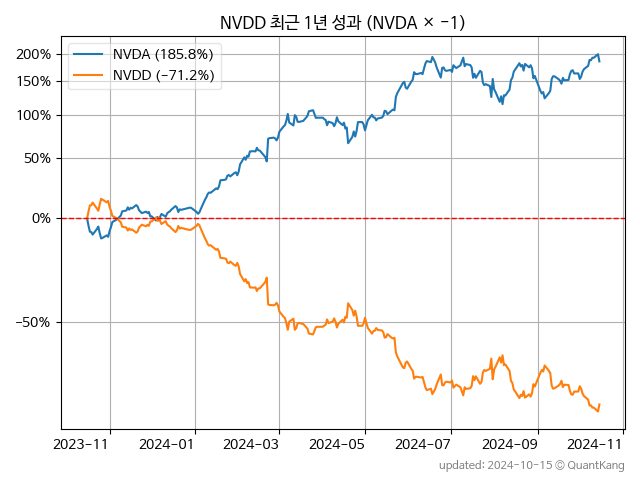 NVDD 최근 1년 성과 (NVDA × −1)
NVDA (185.8%)
NVDD (−71.2%)
200%
150%
100%
50%
0%
−50%
2023-11 2024-01 2024-03 2024-05 2024-07 2024-09 2024-11
updated: 2024-10-15 © QuantKang